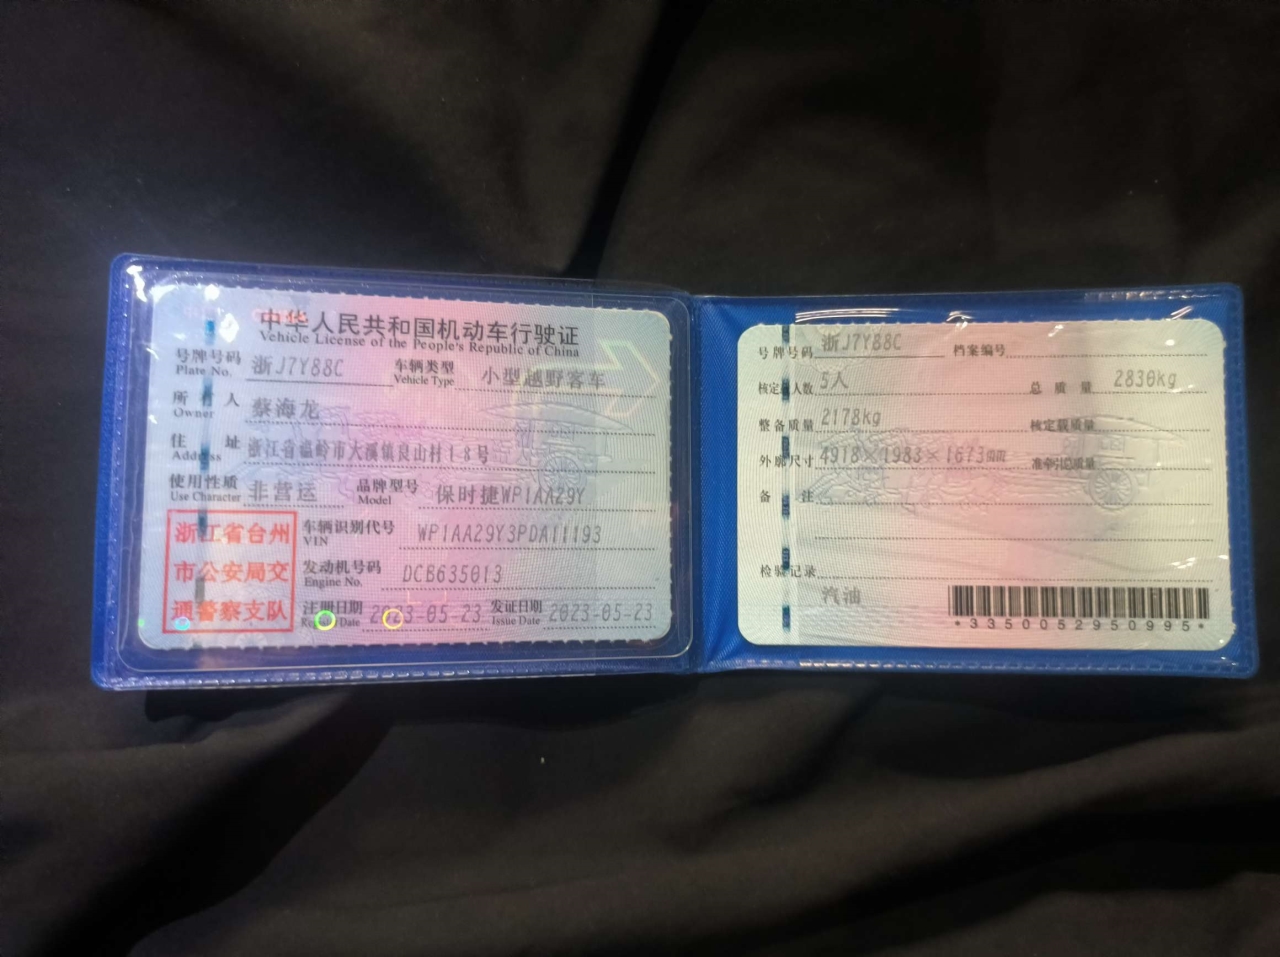 中华人民共和国机动车行驶证
Vehicle License of the People's Republic of China
号牌号码 浙J7Y88C 车辆类型 小型越野客车
Plate No. Vehicle Type
所有人 蔡海龙
Owner
住址 浙江省温岭市大溪镇良山村18号
Address
使用性质 非营运 品牌型号 保时捷WP1AA29Y
Use Character Model
浙江省台州
市公安局交
通警察支队
车辆识别代号 WP1AA29Y3PDA11193
VIN
发动机号码 DCB635013
Engine No.
注册日期 2023-05-23 发证日期 2023-05-23
Register Date Issue Date
号牌号码 浙J7Y88C 档案编号
核定载人数 5人 总质量 2830kg
整备质量 2178kg 核定载质量
外廓尺寸 4918×1983×1673mm 准牵引总质量
备注
检验记录
汽油
*3350052950995*